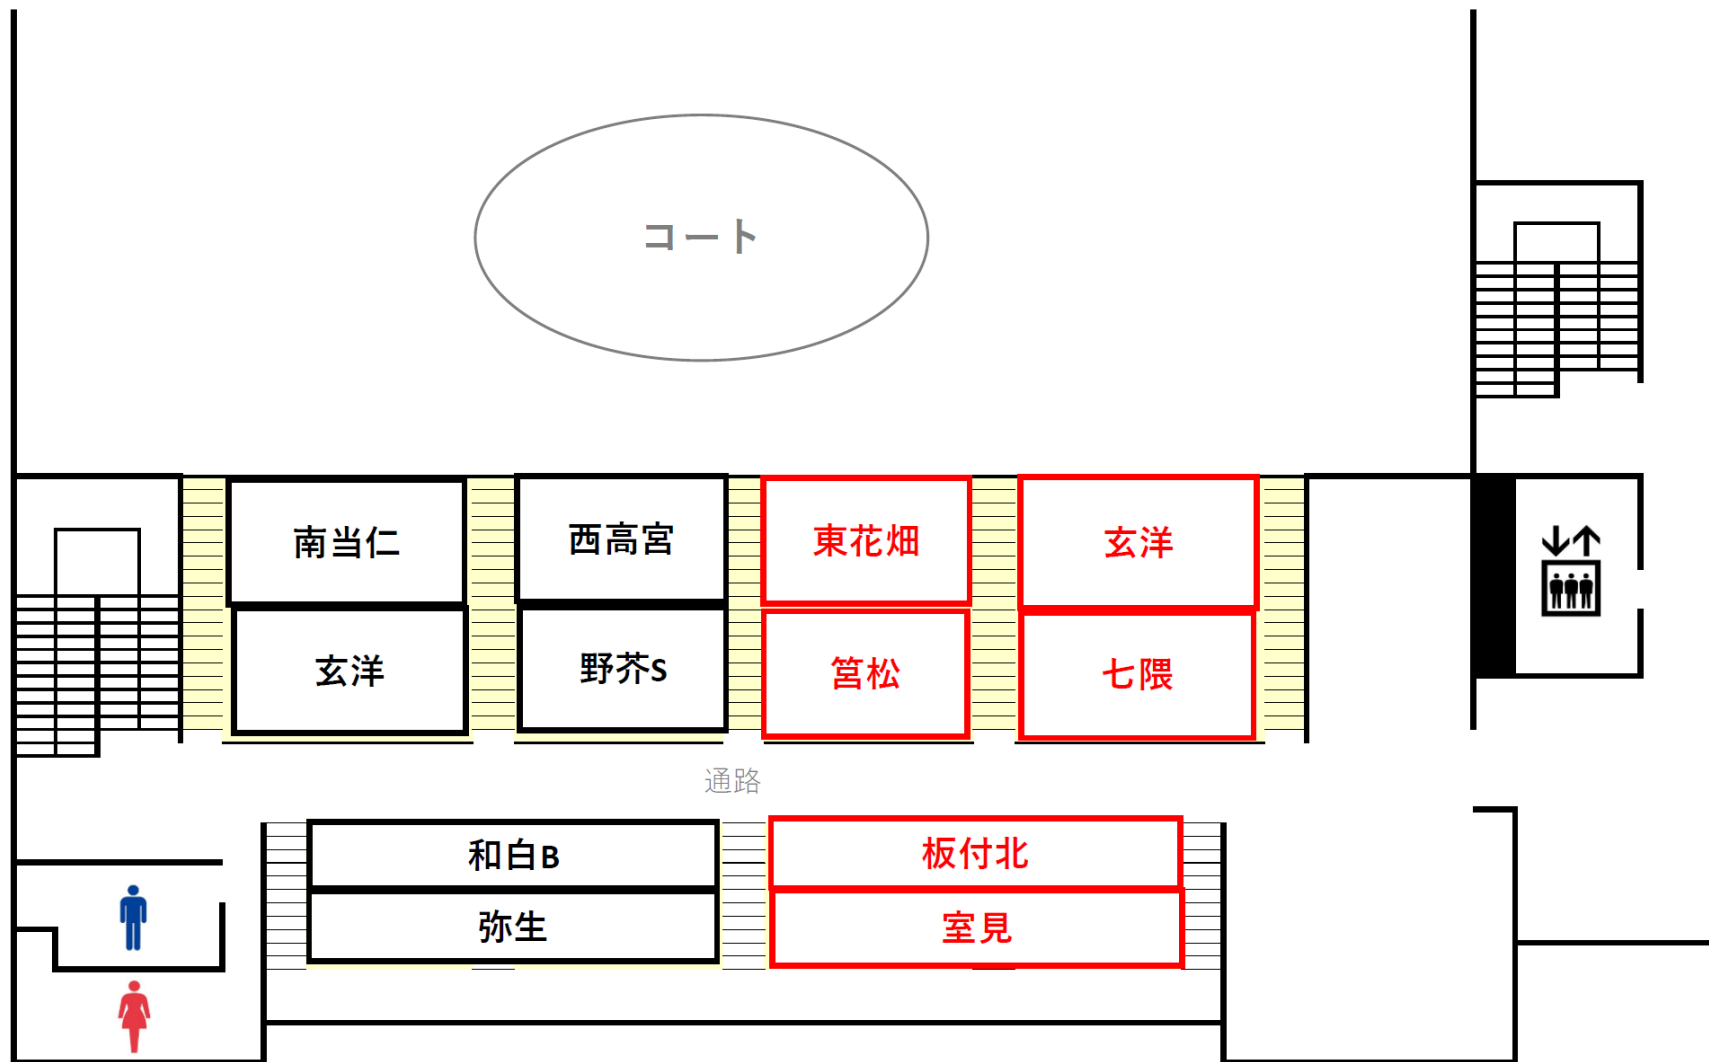 コート
南当仁
西高宮
東花畑
玄洋
玄洋
野芥S
筥松
七隈
通路
和白B
板付北
弥生
室見